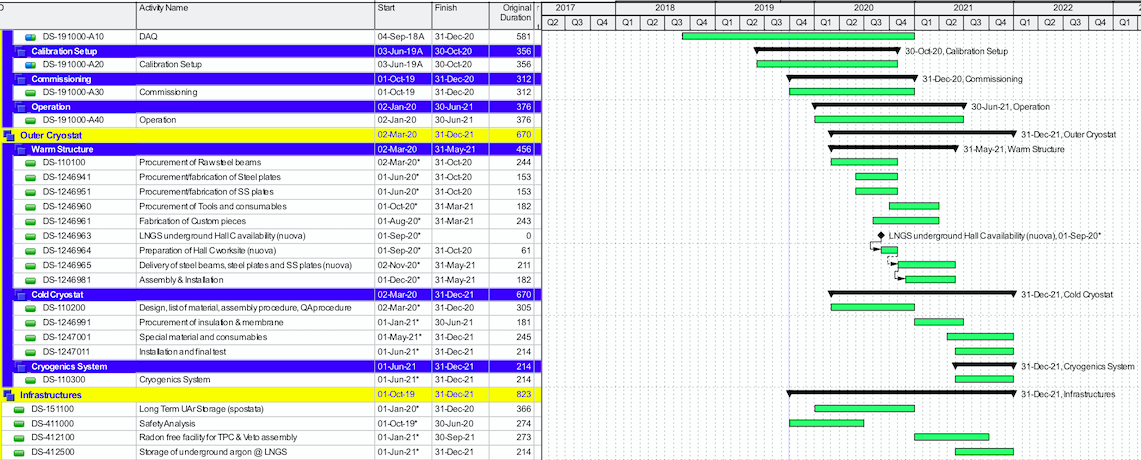 D Activity Name Start Finish Original Duration 2017 2018 2019 2020 2021 2022
Q2 Q3 Q4 Q1 Q2 Q3 Q4 Q1 Q2 Q3 Q4 Q1 Q2 Q3 Q4 Q1 Q2 Q3 Q4 Q1 Q2 Q3 Q4 Q1
DS-191000-A10 DAQ 04-Sep-18A 31-Dec-20 581
Calibration Setup 03-Jun-19A 30-Oct-20 356 30-Oct-20, Calibration Setup
DS-191000-A20 Calibration Setup 03-Jun-19A 30-Oct-20 356
Commissioning 01-Oct-19 31-Dec-20 312 31-Dec-20, Commissioning
DS-191000-A30 Commissioning 01-Oct-19 31-Dec-20 312
Operation 02-Jan-20 30-Jun-21 376 30-Jun-21, Operation
DS-191000-A40 Operation 02-Jan-20 30-Jun-21 376
Outer Cryostat 02-Mar-20 31-Dec-21 670 31-Dec-21, Outer Cryostat
Warm Structure 02-Mar-20 31-May-21 456 31-May-21, Warm Structure
DS-110100 Procurement of Raw steel beams 02-Mar-20* 31-Oct-20 244
DS-1246941 Procurement/fabrication of Steel plates 01-Jun-20* 31-Oct-20 153
DS-1246951 Procurement/fabrication of SS plates 01-Jun-20* 31-Oct-20 153
DS-1246960 Procurement of Tools and consumables 01-Oct-20* 31-Mar-21 182
DS-1246961 Fabrication of Custom pieces 01-Aug-20* 31-Mar-21 243
DS-1246963 LNGS underground Hall C availability (nuova) 01-Sep-20* 0 LNGS underground Hall C availability (nuova), 01-Sep-20*
DS-1246964 Preparation of Hall C worksite (nuova) 01-Sep-20* 31-Oct-20 61
DS-1246965 Delivery of steel beams, steel plates and SS plates (nuova) 02-Nov-20* 31-May-21 211
DS-1246981 Assembly & Installation 01-Dec-20* 31-May-21 182
Cold Cryostat 02-Mar-20 31-Dec-21 670 31-Dec-21, Cold Cryostat
DS-110200 Design, list of material, assembly procedure, QA procedure 02-Mar-20* 31-Dec-20 305
DS-1246991 Procurement of insulation & membrane 01-Jan-21* 30-Jun-21 181
DS-1247001 Special material and consumables 01-May-21* 31-Dec-21 245
DS-1247011 Installation and final test 01-Jun-21* 31-Dec-21 214
Cryogenics System 01-Jun-21 31-Dec-21 214 31-Dec-21, Cryogenics System
DS-110300 Cryogenics System 01-Jun-21* 31-Dec-21 214
Infrastructures 01-Oct-19 31-Dec-21 823 31-Dec-21, Infrastructures
DS-151100 Long Term UAr Storage (spostata) 01-Jan-20* 31-Dec-20 366
DS-411000 Safety Analysis 01-Oct-19* 30-Jun-20 274
DS-412100 Radon free facility for TPC & Veto assembly 01-Jan-21* 30-Sep-21 273
DS-412500 Storage of underground argon @ LNGS 01-Jun-21* 31-Dec-21 214